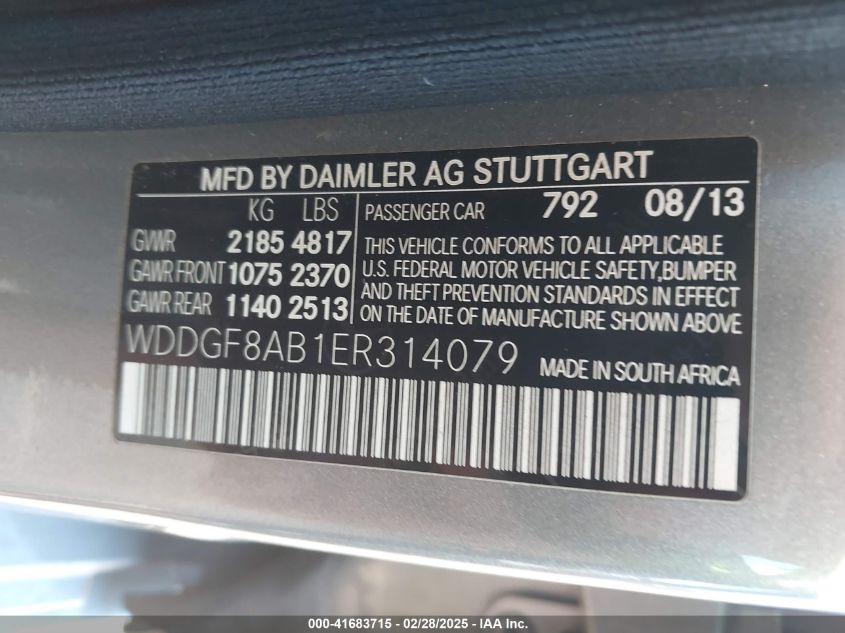 MFD BY DAIMLER AG STUTTGART
KG LBS
GVWR 2185 4817
GAWR FRONT 1075 2370
GAWR REAR 1140 2513
PASSENGER CAR 792 08/13
THIS VEHICLE CONFORMS TO ALL APPLICABLE
U.S. FEDERAL MOTOR VEHICLE SAFETY,BUMPER
AND THEFT PREVENTION STANDARDS IN EFFECT
ON THE DATE OF MANUFACTURE SHOWN ABOVE
WDDGF8AB1ER314079 MADE IN SOUTH AFRICA
000-41683715 - 02/28/2025 - IAA Inc.